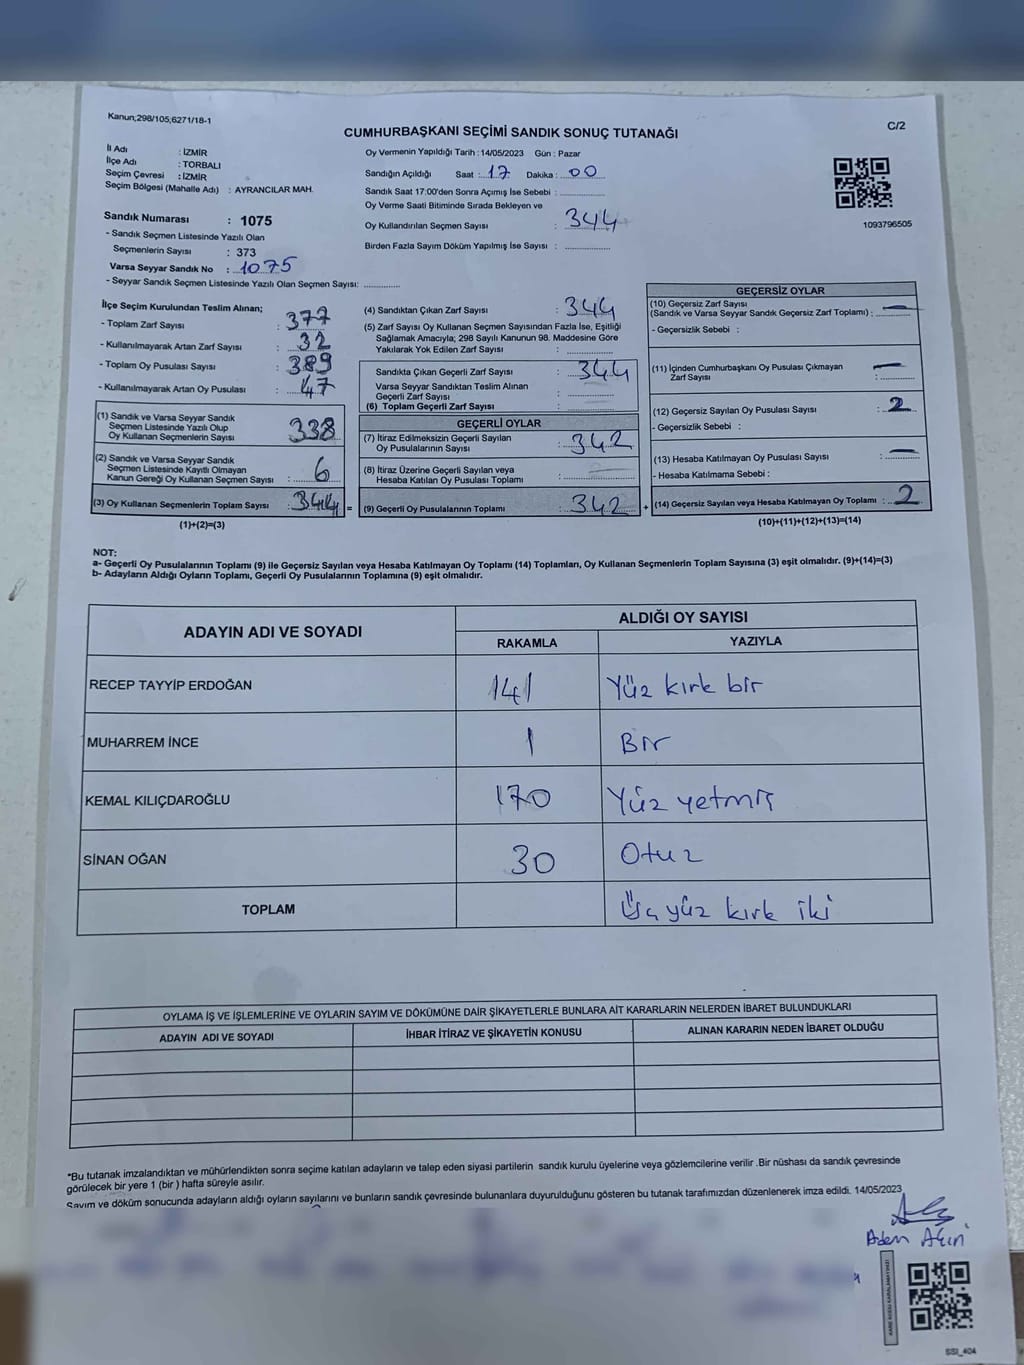 Kanun;298/105;6271/18-1
CUMHURBAŞKANI SEÇİMİ SANDIK SONUÇ TUTANAĞI
C/2
İl Adı : İZMİR
İlçe Adı : TORBALI
Seçim Çevresi : İZMİR
Seçim Bölgesi (Mahalle Adı) : AYRANCILAR MAH.
Sandık Numarası : 1075
- Sandık Seçmen Listesinde Yazılı Olan
Seçmenlerin Sayısı : 373
Varsa Seyyar Sandık No : 1075
- Seyyar Sandık Seçmen Listesinde Yazılı Olan Seçmen Sayısı: ............
Oy Vermenin Yapıldığı Tarih : 14/05/2023 Gün : Pazar
Sandığın Açıldığı Saat : 17 Dakika : 00
Sandık Saat 17:00'den Sonra Açımış İse Sebebi : ...............
Oy Verme Saati Bitiminde Sırada Bekleyen ve
Oy Kullandırılan Seçmen Sayısı : 344
Birden Fazla Sayım Döküm Yapılmış İse Sayısı : ...............
1093796505
İlçe Seçim Kurulundan Teslim Alınan;
- Toplam Zarf Sayısı : 377
- Kullanılmayarak Artan Zarf Sayısı : 32
- Toplam Oy Pusulası Sayısı : 389
- Kullanılmayarak Artan Oy Pusulası : 47
(1) Sandık ve Varsa Seyyar Sandık
Seçmen Listesinde Yazılı Olup
Oy Kullanan Seçmenlerin Sayısı 338
(2) Sandık ve Varsa Seyyar Sandık
Seçmen Listesinde Kayıtlı Olmayan
Kanun Gereği Oy Kullanan Seçmen Sayısı : 6
(3) Oy Kullanan Seçmenlerin Toplam Sayısı : 344 =
(1)+(2)=(3)
(4) Sandıktan Çıkan Zarf Sayısı : 344
(5) Zarf Sayısı Oy Kullanan Seçmen Sayısından Fazla İse, Eşitliği
Sağlamak Amacıyla; 298 Sayılı Kanunun 98. Maddesine Göre
Yakılarak Yok Edilen Zarf Sayısı : ...............
Sandıkta Çıkan Geçerli Zarf Sayısı : 344
Varsa Seyyar Sandıktan Teslim Alınan
Geçerli Zarf Sayısı : ...............
(6) Toplam Geçerli Zarf Sayısı : ...............
GEÇERLİ OYLAR
(7) İtiraz Edilmeksizin Geçerli Sayılan
Oy Pusulalarının Sayısı : 342
(8) İtiraz Üzerine Geçerli Sayılan veya
Hesaba Katılan Oy Pusulası Toplamı : ...............
(9) Geçerli Oy Pusulalarının Toplamı : 342 +
GEÇERSİZ OYLAR
(10) Geçersiz Zarf Sayısı
(Sandık ve Varsa Seyyar Sandık Geçersiz Zarf Toplamı) : —
- Geçersizlik Sebebi :
(11) İçinden Cumhurbaşkanı Oy Pusulası Çıkmayan
Zarf Sayısı : —
(12) Geçersiz Sayılan Oy Pusulası Sayısı : 2
- Geçersizlik Sebebi :
(13) Hesaba Katılmayan Oy Pusulası Sayısı : —
- Hesaba Katılmama Sebebi :
(14) Geçersiz Sayılan veya Hesaba Katılmayan Oy Toplamı : 2
(10)+(11)+(12)+(13)=(14)
NOT:
a- Geçerli Oy Pusulalarının Toplamı (9) ile Geçersiz Sayılan veya Hesaba Katılmayan Oy Toplamı (14) Toplamları, Oy Kullanan Seçmenlerin Toplam Sayısına (3) eşit olmalıdır. (9)+(14)=(3)
b- Adayların Aldığı Oyların Toplamı, Geçerli Oy Pusulalarının Toplamına (9) eşit olmalıdır.
ADAYIN ADI VE SOYADI
ALDIĞI OY SAYISI
RAKAMLA YAZIYLA
RECEP TAYYİP ERDOĞAN 141 Yüz kırk bir
MUHARREM İNCE 1 Bir
KEMAL KILIÇDAROĞLU 170 Yüz yetmiş
SİNAN OĞAN 30 Otuz
TOPLAM Üç yüz kırk iki
OYLAMA İŞ VE İŞLEMLERİNE VE OYLARIN SAYIM VE DÖKÜMÜNE DAİR ŞİKAYETLERLE BUNLARA AİT KARARLARIN NELERDEN İBARET BULUNDUKLARI
ADAYIN ADI VE SOYADI İHBAR İTİRAZ VE ŞİKAYETİN KONUSU ALINAN KARARIN NEDEN İBARET OLDUĞU
*Bu tutanak imzalandıktan ve mühürlendikten sonra seçime katılan adayların ve talep eden siyasi partilerin sandık kurulu üyelerine veya gözlemcilerine verilir .Bir nüshası da sandık çevresinde
görülecek bir yere 1 (bir ) hafta süreyle asılır.
Sayım ve döküm sonucunda adayların aldığı oyların sayılarını ve bunların sandık çevresinde bulunanlara duyurulduğunu gösteren bu tutanak tarafımızdan düzenlenerek imza edildi. 14/05/2023
Adem
KARE KODU KARALAMAYINIZ!
SSI_404